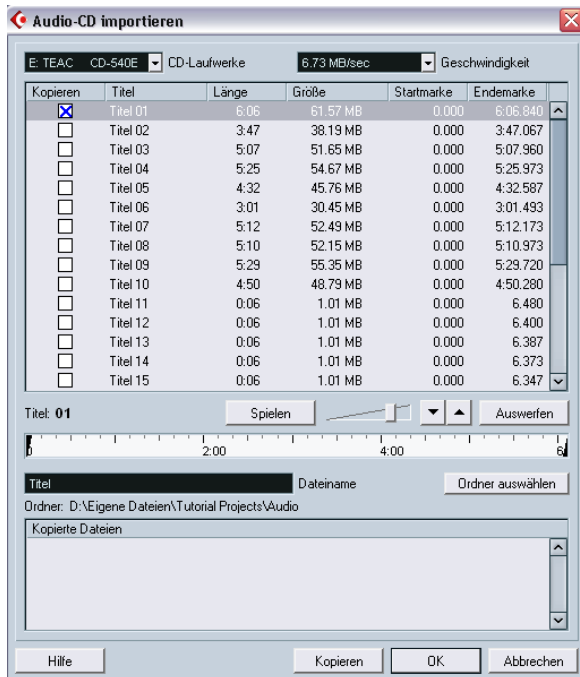 Audio-CD importieren
E: TEAC CD-540E CD-Laufwerke 6.73 MB/sec Geschwindigkeit
Kopieren Titel Länge Größe Startmarke Endemarke
Titel 01 6:06 61.57 MB 0.000 6:06.840
Titel 02 3:47 38.19 MB 0.000 3:47.067
Titel 03 5:07 51.65 MB 0.000 5:07.960
Titel 04 5:25 54.67 MB 0.000 5:25.973
Titel 05 4:32 45.76 MB 0.000 4:32.587
Titel 06 3:01 30.45 MB 0.000 3:01.493
Titel 07 5:12 52.49 MB 0.000 5:12.173
Titel 08 5:10 52.15 MB 0.000 5:10.973
Titel 09 5:29 55.35 MB 0.000 5:29.720
Titel 10 4:50 48.79 MB 0.000 4:50.280
Titel 11 0:06 1.01 MB 0.000 6.480
Titel 12 0:06 1.01 MB 0.000 6.400
Titel 13 0:06 1.01 MB 0.000 6.387
Titel 14 0:06 1.01 MB 0.000 6.373
Titel 15 0:06 1.01 MB 0.000 6.347
Titel: 01 Spielen Auswerfen
0 2:00 4:00 6
Titel Dateiname Ordner auswählen
Ordner: D:\Eigene Dateien\Tutorial Projects\Audio
Kopierte Dateien
Hilfe Kopieren OK Abbrechen